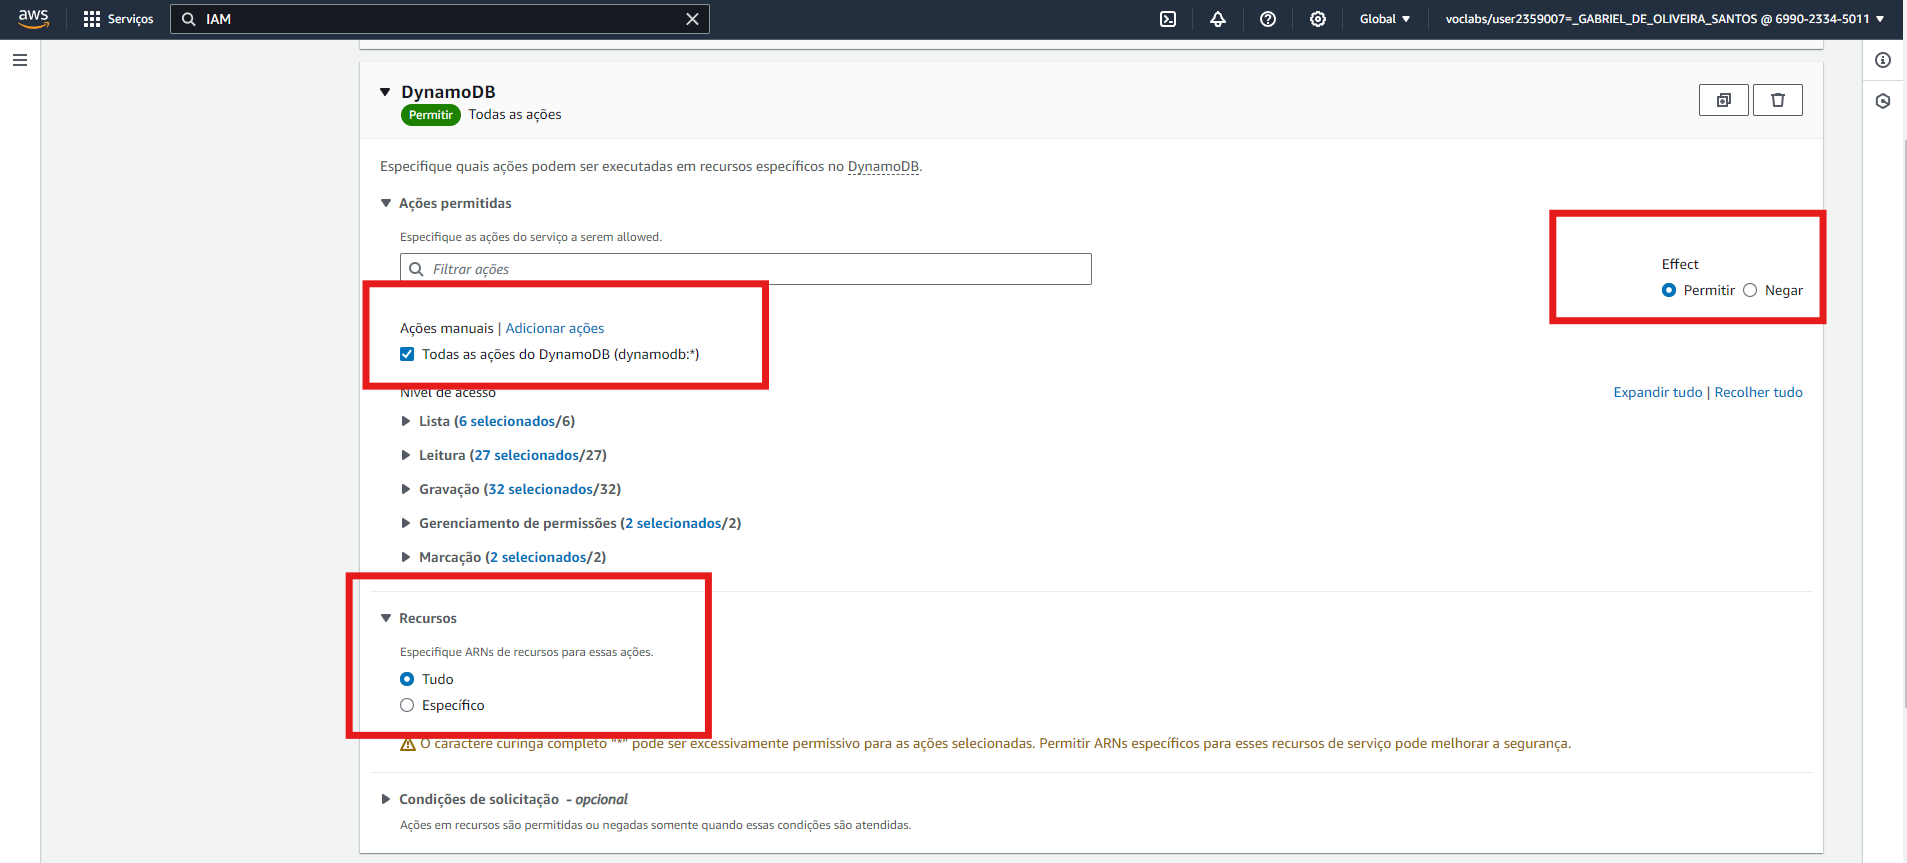 aws Serviços IAM Global voclabs/user2359007=_GABRIEL_DE_OLIVEIRA_SANTOS @ 6990-2334-5011
DynamoDB
Permitir Todas as ações
Especifique quais ações podem ser executadas em recursos específicos no DynamoDB.
Ações permitidas
Especifique as ações do serviço a serem allowed.
Filtrar ações
Effect
Permitir Negar
Ações manuais | Adicionar ações
Todas as ações do DynamoDB (dynamodb:*)
Nível de acesso
Expandir tudo | Recolher tudo
Lista (6 selecionados/6)
Leitura (27 selecionados/27)
Gravação (32 selecionados/32)
Gerenciamento de permissões (2 selecionados/2)
Marcação (2 selecionados/2)
Recursos
Especifique ARNs de recursos para essas ações.
Tudo
Específico
O caractere curinga completo "*" pode ser excessivamente permissivo para as ações selecionadas. Permitir ARNs específicos para esses recursos de serviço pode melhorar a segurança.
Condições de solicitação - opcional
Ações em recursos são permitidas ou negadas somente quando essas condições são atendidas.